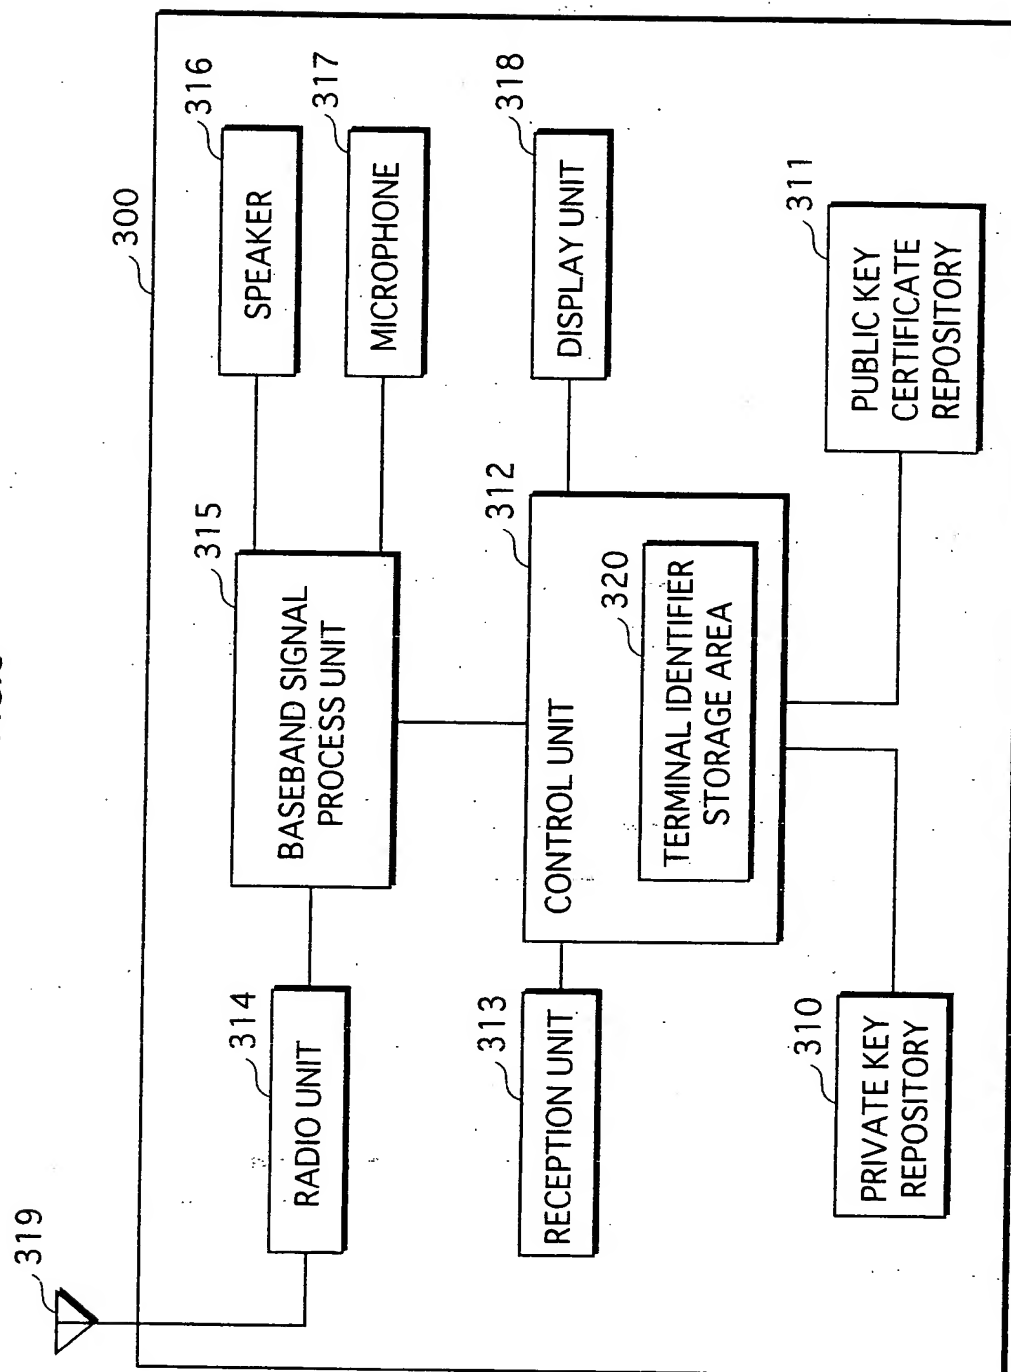 300
319
314
RADIO UNIT
315
BASEBAND SIGNAL
PROCESS UNIT
316
SPEAKER
317
MICROPHONE
313
RECEPTION UNIT
312
CONTROL UNIT
320
TERMINAL IDENTIFIER
STORAGE AREA
318
DISPLAY UNIT
310
PRIVATE KEY
REPOSITORY
311
PUBLIC KEY
CERTIFICATE
REPOSITORY